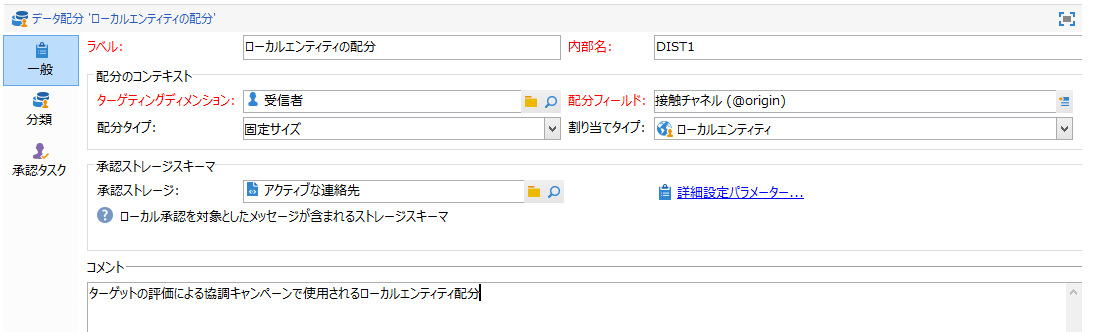 データ配分 'ローカルエンティティの配分'
一般
分類
承認タスク
ラベル: ローカルエンティティの配分 内部名: DIST1
配分のコンテキスト
ターゲティングディメンション: 受信者 配分フィールド: 接触チャネル (@origin)
配分タイプ: 固定サイズ 割り当てタイプ: ローカルエンティティ
承認ストレージスキーマ
承認ストレージ: アクティブな連絡先 詳細設定パラメーター...
ローカル承認を対象としたメッセージが含まれるストレージスキーマ
コメント
ターゲットの評価による協調キャンペーンで使用されるローカルエンティティ配分